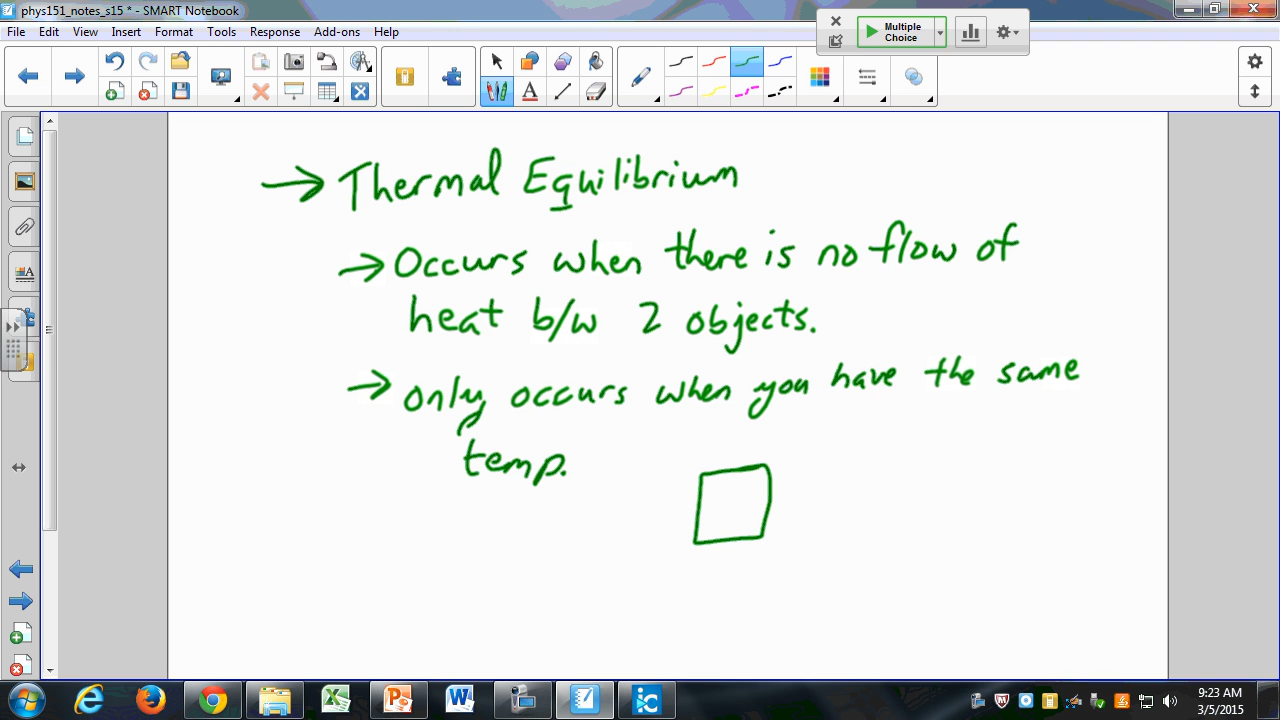 phys151_notes_s15 * - SMART Notebook
File Edit View Insert Format Tools Response Add-ons Help
Multiple
Choice
→ Thermal Equilibrium
→ Occurs when there is no flow of
heat b/w 2 objects.
→ only occurs when you have the same
temp.
9:23 AM
3/5/2015